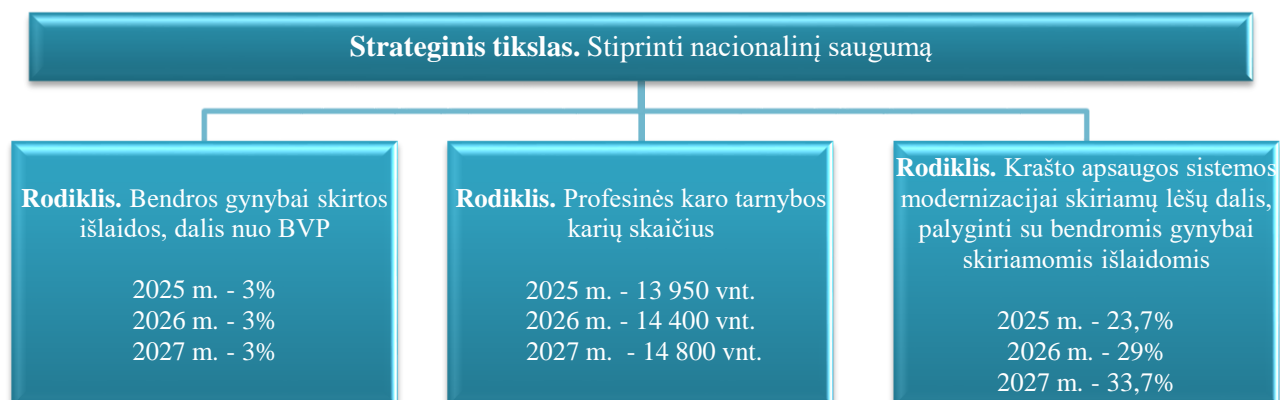 Strateginis tikslas. Stiprinti nacionalinį saugumą
Rodiklis. Bendros gynybai skirtos
išlaidos, dalis nuo BVP
2025 m. - 3%
2026 m. - 3%
2027 m. - 3%
Rodiklis. Profesinės karo tarnybos
karių skaičius
2025 m. - 13 950 vnt.
2026 m. - 14 400 vnt.
2027 m. - 14 800 vnt.
Rodiklis. Krašto apsaugos sistemos
modernizacijai skiriamų lėšų dalis,
palyginti su bendromis gynybai
skiriamomis išlaidomis
2025 m. - 23,7%
2026 m. - 29%
2027 m. - 33,7%